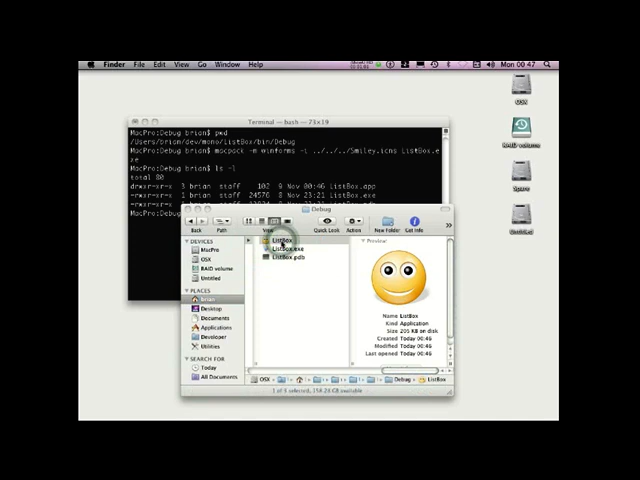 Finder File Edit View Go Window Help
Mon 00:47
OSX
RAID volume
Spare
Untitled
Terminal — bash — 73×19
MacPro:Debug brian$ pwd
/Users/brian/dev/mono/ListBox/bin/Debug
MacPro:Debug brian$ macpack -m winforms -i ../../../Smiley.icns listBox.e
xe
MacPro:Debug brian$ ls -l
total 80
drwxr-xr-x 3 brian staff 102 9 Nov 00:46 listBox.app
-rwxr-xr-x 1 brian staff 24576 8 Nov 23:41 listBox.exe
MacPro:Debug
Debug
Back Path View Quick Look Action New Folder Get Info
DEVICES
MacPro
OSX
RAID volume
Untitled
PLACES
brian
Desktop
Documents
Applications
Developer
Utilities
SEARCH FOR
Today
All Documents
ListBox
ListBox.exe
ListBox.pdb
Preview:
Name ListBox
Kind Application
Size 205 KB on disk
Created Today 00:46
Modified Today 00:46
Last opened Today 00:46
OSX Debug ListBox